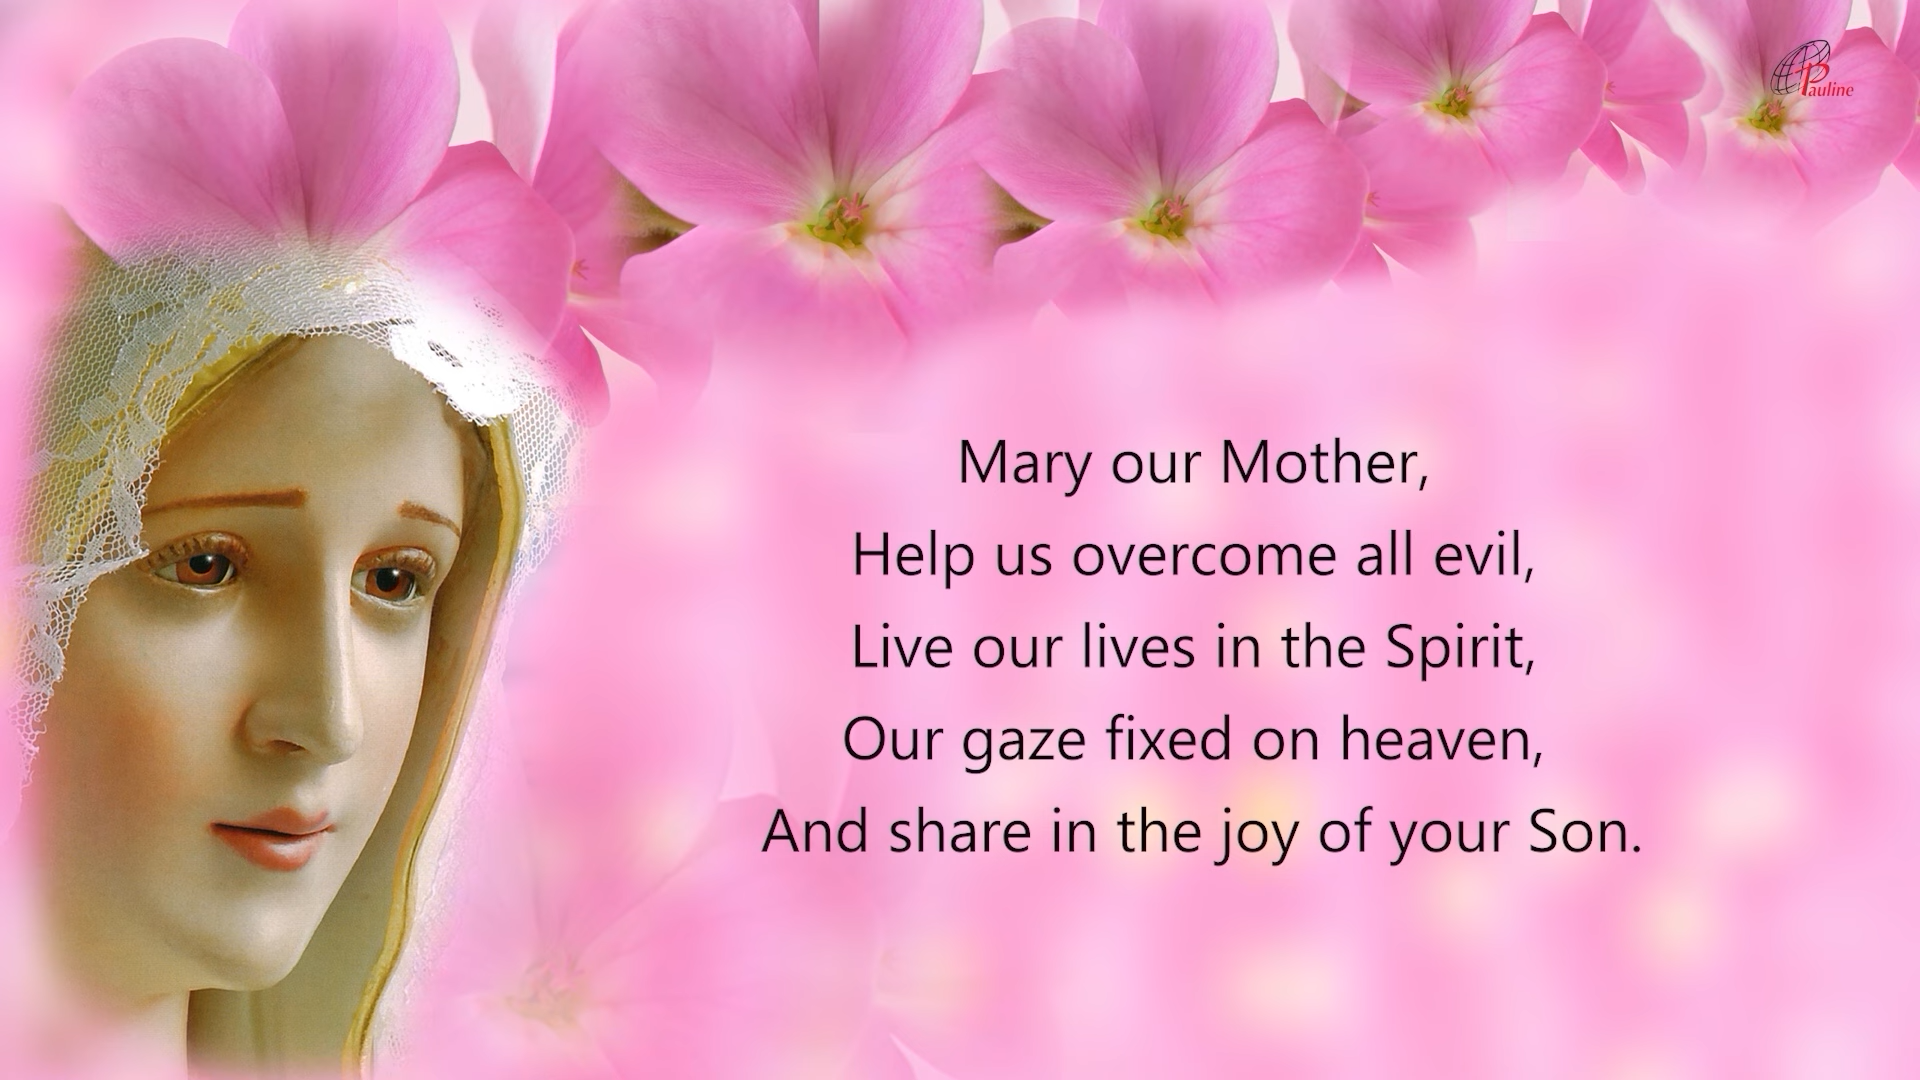 Pauline
Mary our Mother,
Help us overcome all evil,
Live our lives in the Spirit,
Our gaze fixed on heaven,
And share in the joy of your Son.